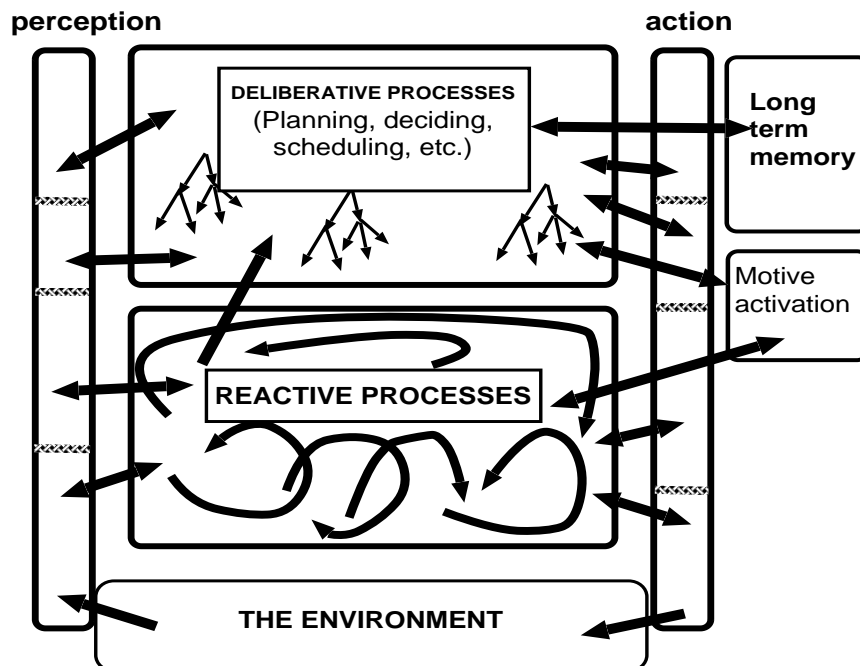 perception
action
DELIBERATIVE PROCESSES
(Planning, deciding,
scheduling, etc.)
Long
term
memory
Motive
activation
REACTIVE PROCESSES
THE ENVIRONMENT